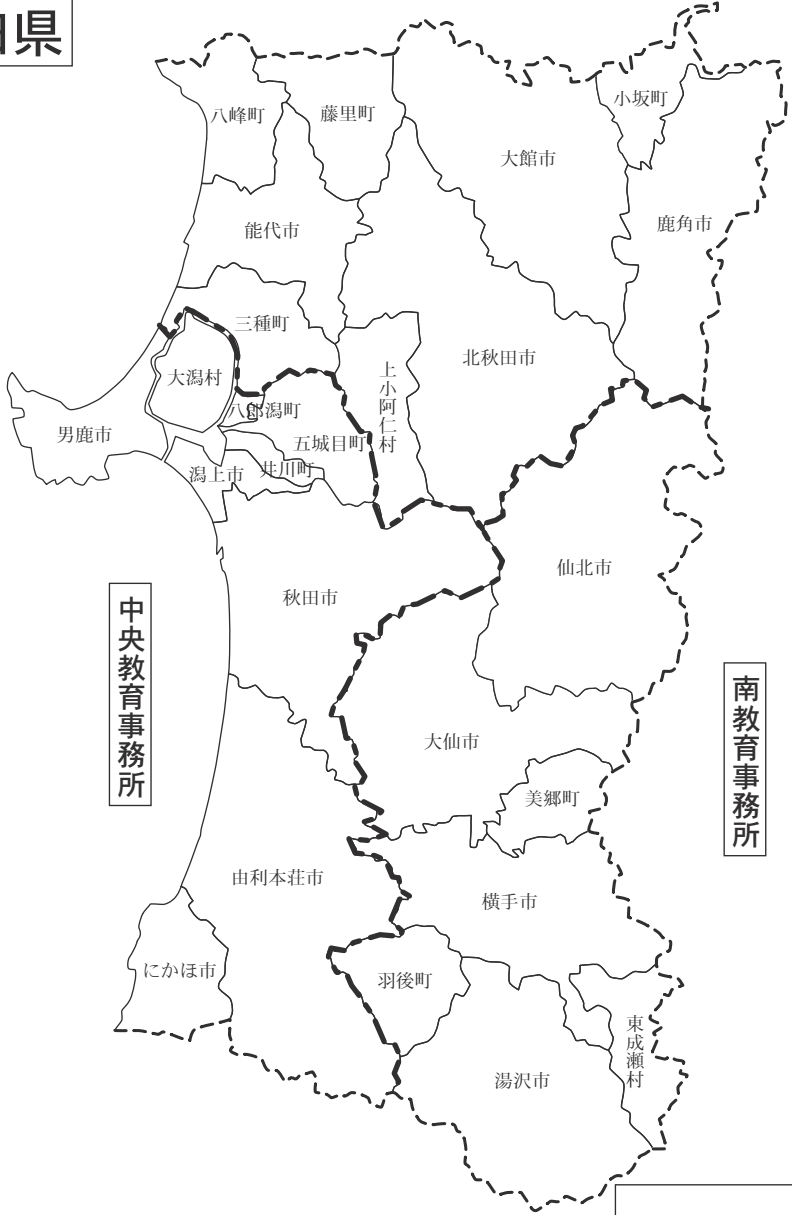 県
八峰町
藤里町
小坂町
大館市
鹿角市
能代市
三種町
大潟村
北秋田市
上小阿仁村
八郎潟町
男鹿市
五城目町
井川町
潟上市
仙北市
秋田市
中央教育事務所
南教育事務所
大仙市
美郷町
由利本荘市
横手市
にかほ市
羽後町
東成瀬村
湯沢市